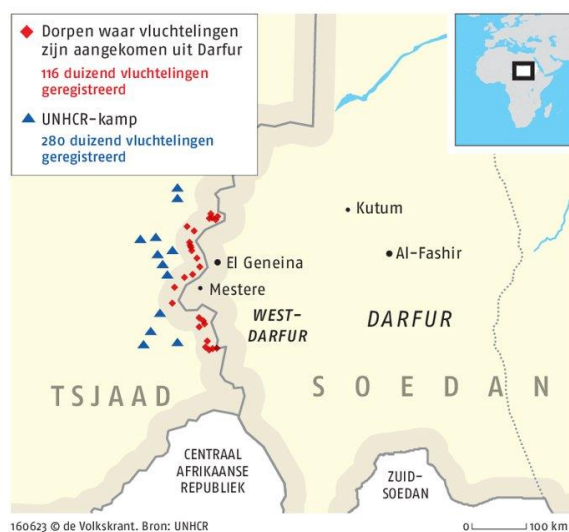 Dorpen waar vluchtelingen
zijn aangekomen uit Darfur
116 duizend vluchtelingen
geregistreerd
UNHCR-kamp
280 duizend vluchtelingen
geregistreerd
Kutum
El Geneina
Al-Fashir
Mestere
WEST-
DARFUR
DARFUR
TSJAAD
SOEDAN
CENTRAAL
AFRIKAANSE
REPUBLIEK
ZUID-
SOEDAN
160623 © de Volkskrant. Bron: UNHCR
0 100 km